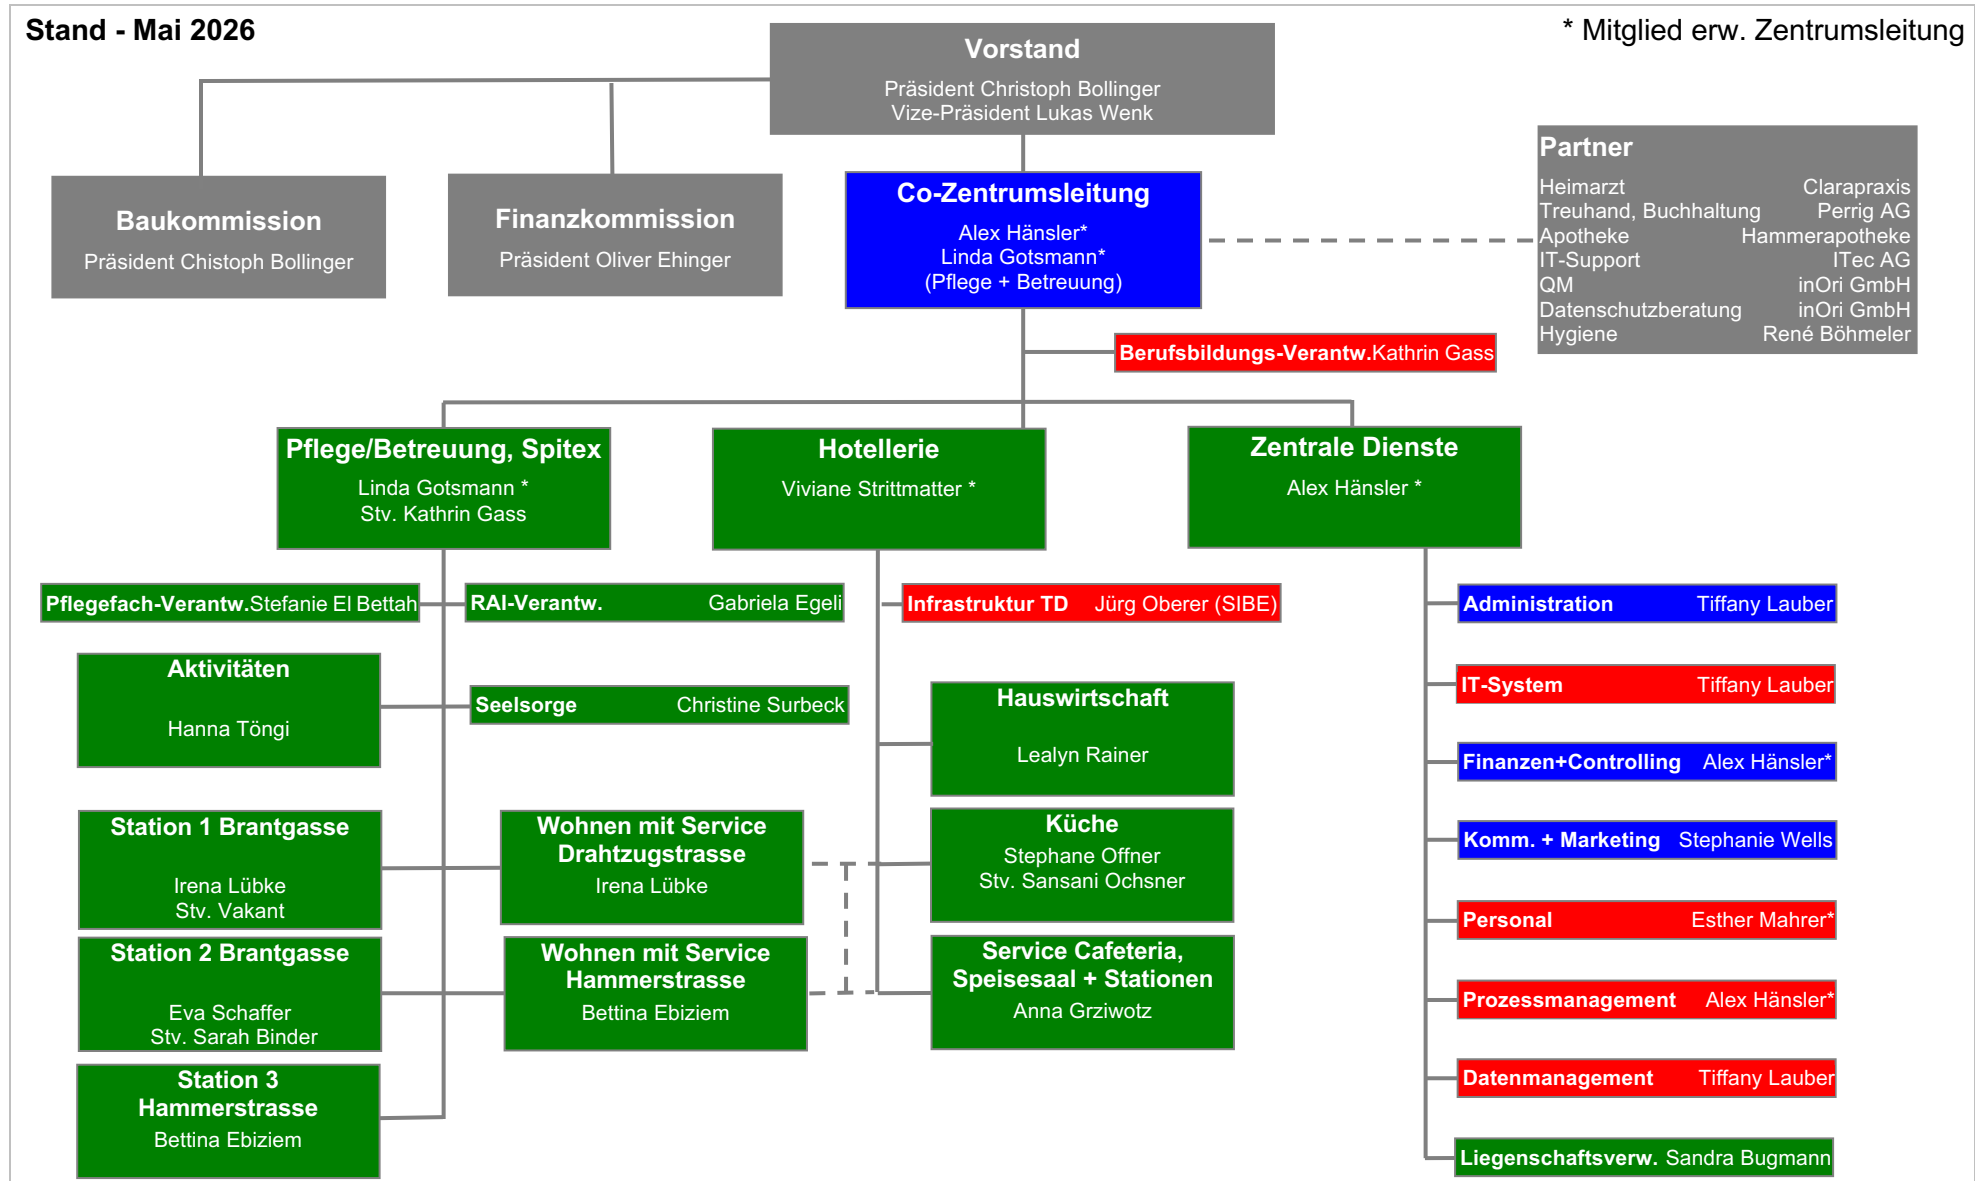 Stand - Mai 2026
* Mitglied erw. Zentrumsleitung
Vorstand
Präsident Christoph Bollinger
Vize-Präsident Lukas Wenk
Baukommission
Präsident Chistoph Bollinger
Finanzkommission
Präsident Oliver Ehinger
Co-Zentrumsleitung
Alex Hänsler*
Linda Gotsmann*
(Pflege + Betreuung)
Partner
Heimarzt Clarapraxis
Treuhand, Buchhaltung Perrig AG
Apotheke Hammerapotheke
IT-Support ITec AG
QM inOri GmbH
Datenschutzberatung inOri GmbH
Hygiene René Böhmeler
Berufsbildungs-Verantw. Kathrin Gass
Pflege/Betreuung, Spitex
Linda Gotsmann *
Stv. Kathrin Gass
Hotellerie
Viviane Strittmatter *
Zentrale Dienste
Alex Hänsler *
Pflegefach-Verantw. Stefanie El Bettah
RAI-Verantw. Gabriela Egeli
Aktivitäten
Hanna Töngi
Seelsorge Christine Surbeck
Station 1 Brantgasse
Irena Lübke
Stv. Vakant
Wohnen mit Service
Drahtzugstrasse
Irena Lübke
Station 2 Brantgasse
Eva Schaffer
Stv. Sarah Binder
Wohnen mit Service
Hammerstrasse
Bettina Ebiziem
Station 3
Hammerstrasse
Bettina Ebiziem
Infrastruktur TD Jürg Oberer (SIBE)
Hauswirtschaft
Lealyn Rainer
Küche
Stephane Offner
Stv. Sansani Ochsner
Service Cafeteria,
Speisesaal + Stationen
Anna Grziwotz
Administration Tiffany Lauber
IT-System Tiffany Lauber
Finanzen+Controlling Alex Hänsler*
Komm. + Marketing Stephanie Wells
Personal Esther Mahrer*
Prozessmanagement Alex Hänsler*
Datenmanagement Tiffany Lauber
Liegenschaftsverw. Sandra Bugmann